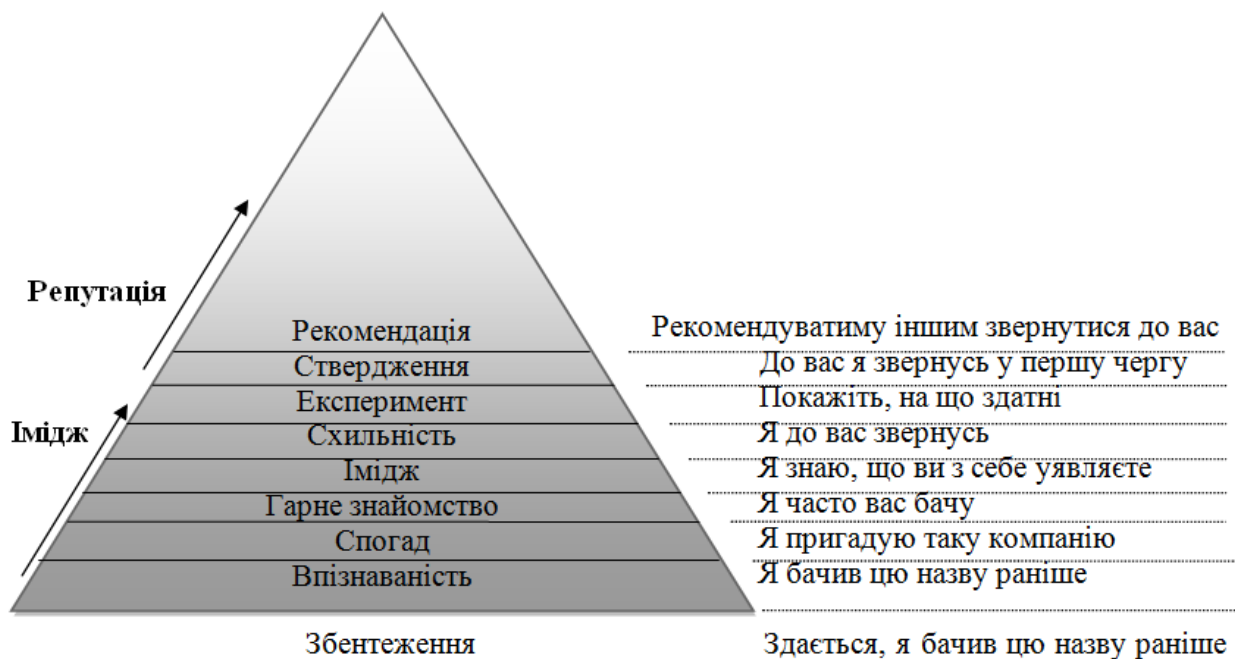 Репутація
Рекомендація
Рекомендуватиму іншим звернутися до вас
Ствердження
До вас я звернусь у першу чергу
Експеримент
Покажіть, на що здатні
Імідж
Схильність
Я до вас звернусь
Імідж
Я знаю, що ви з себе уявляєте
Гарне знайомство
Я часто вас бачу
Спогад
Я пригадую таку компанію
Впізнаваність
Я бачив цю назву раніше
Збентеження
Здається, я бачив цю назву раніше